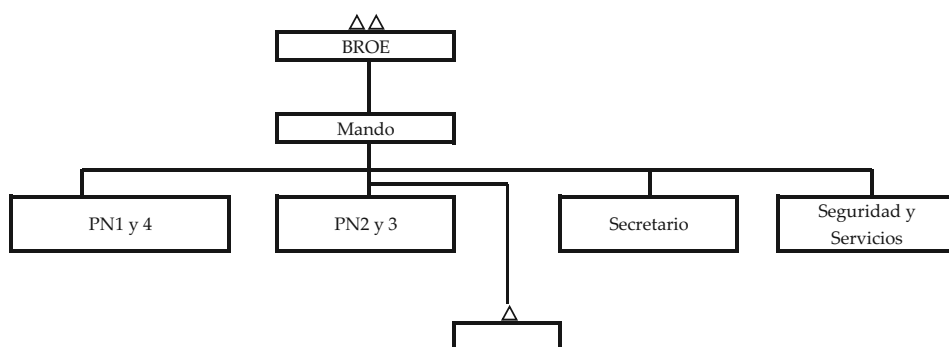 BROE
Mando
PN1 y 4
PN2 y 3
Secretario
Seguridad y
Servicios